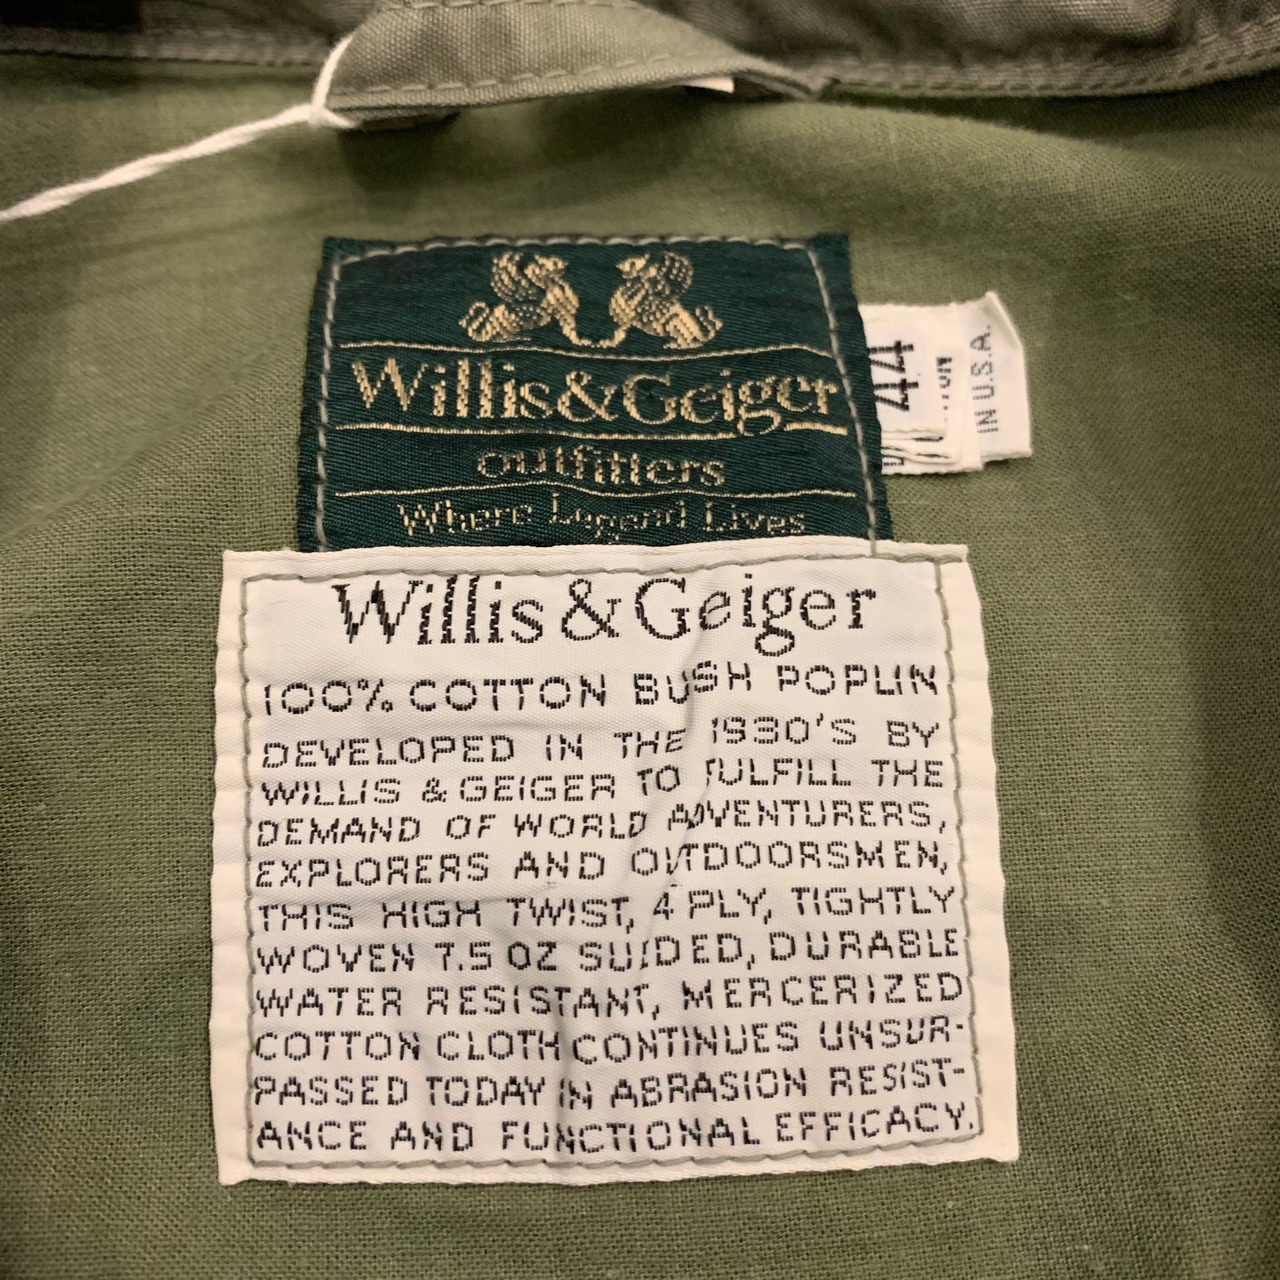 Willis & Geiger
outfitters
Where Legend Lives
44
IN U.S.A.
Willis & Geiger
100% COTTON BUSH POPLIN
DEVELOPED IN THE 1930'S BY
WILLIS & GEIGER TO FULFILL THE
DEMAND OF WORLD ADVENTURERS,
EXPLORERS AND OUTDOORSMEN,
THIS HIGH TWIST, 4 PLY, TIGHTLY
WOVEN 7.5 OZ SUEDED, DURABLE
WATER RESISTANT, MERCERIZED
COTTON CLOTH CONTINUES UNSUR-
PASSED TODAY IN ABRASION RESIST-
ANCE AND FUNCTIONAL EFFICACY.